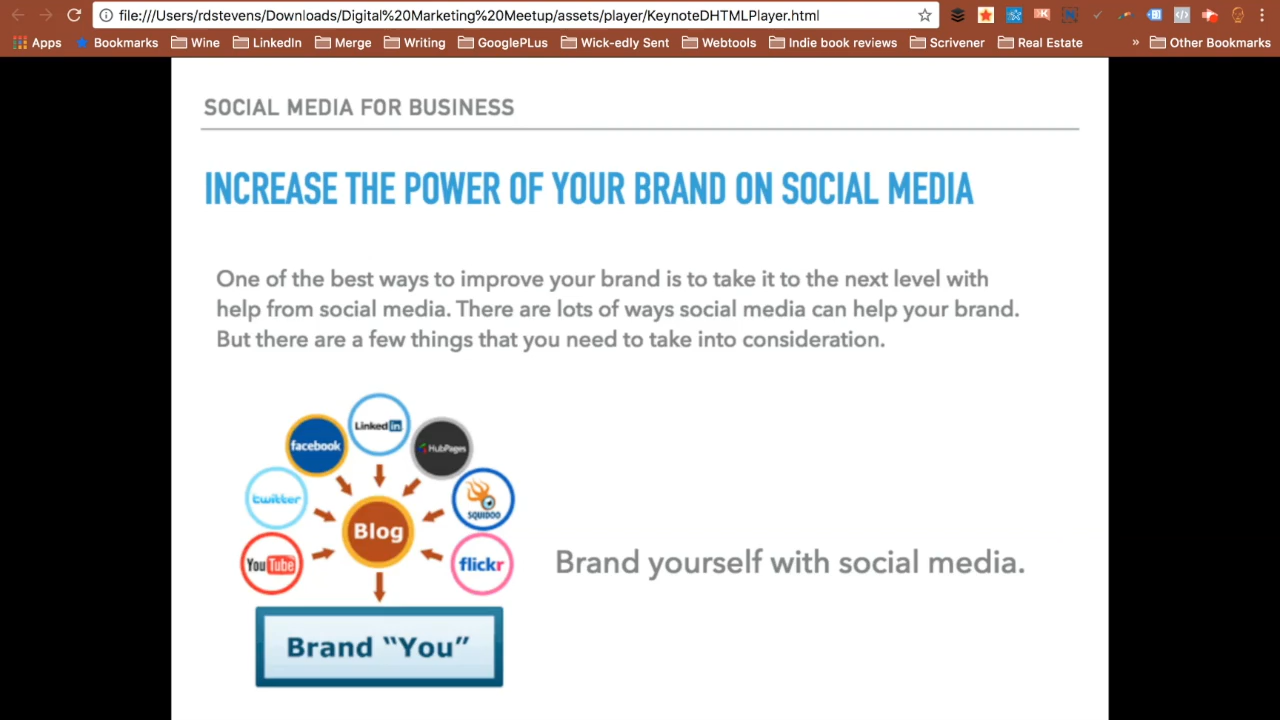 file:///Users/rdstevens/Downloads/Digital%20Marketing%20Meetup/assets/player/KeynoteDHTMLPlayer.html
Apps Bookmarks Wine LinkedIn Merge Writing GooglePLus Wick-edly Sent Webtools Indie book reviews Scrivener Real Estate » Other Bookmarks
SOCIAL MEDIA FOR BUSINESS
INCREASE THE POWER OF YOUR BRAND ON SOCIAL MEDIA
One of the best ways to improve your brand is to take it to the next level with
help from social media. There are lots of ways social media can help your brand.
But there are a few things that you need to take into consideration.
LinkedIn
facebook
HubPages
twitter
SQUIDOO
Blog
YouTube
flickr
Brand yourself with social media.
Brand “You”